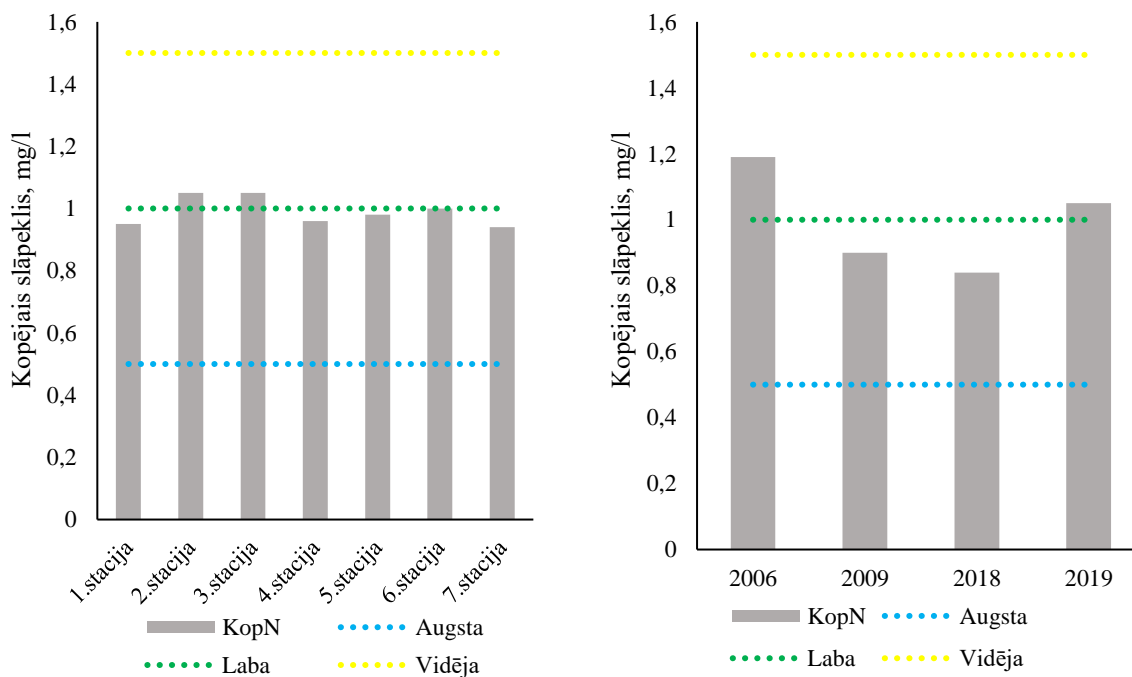 Kopējais slāpeklis, mg/l
1,6
1,4
1,2
1
0,8
0,6
0,4
0,2
0
1.stacija
2.stacija
3.stacija
4.stacija
5.stacija
6.stacija
7.stacija
KopN
Augsta
Laba
Vidēja
Kopējais slāpeklis, mg/l
1,6
1,4
1,2
1
0,8
0,6
0,4
0,2
0
2006
2009
2018
2019
KopN
Augsta
Laba
Vidēja